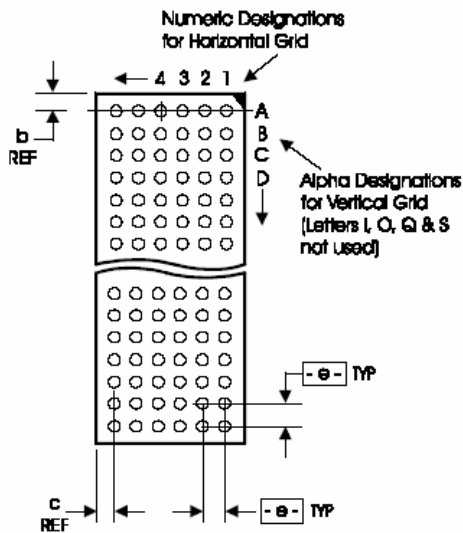 Numeric Designations
for Horizontal Grid
4 3 2 1
A
B
C
D
b
REF
Alpha Designations
for Vertical Grid
(Letters I, O, Q & S
not used)
- e - TYP
c
REF
- e - TYP